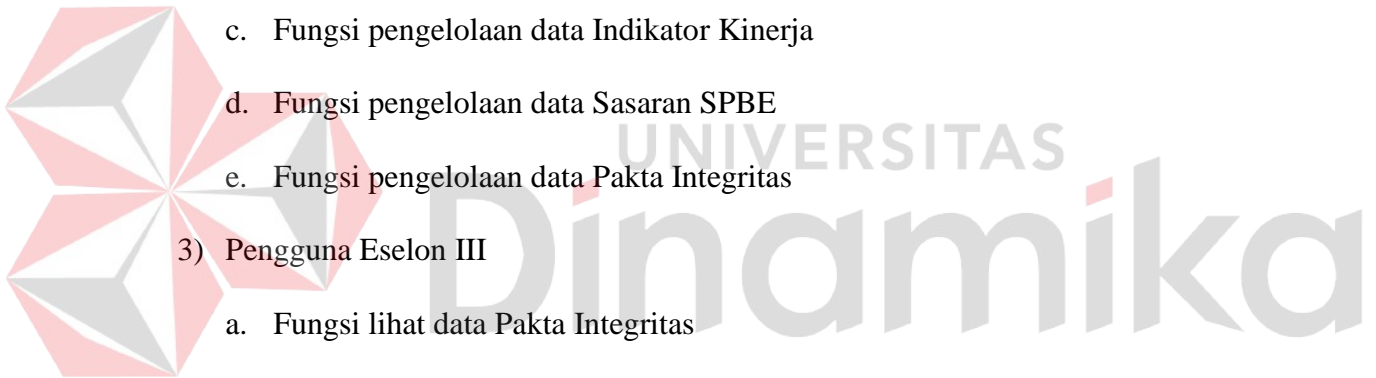 c. Fungsi pengelolaan data Indikator Kinerja
d. Fungsi pengelolaan data Sasaran SPBE
UNIVERSITAS
e. Fungsi pengelolaan data Pakta Integritas
Dinamika
3) Pengguna Eselon III
a. Fungsi lihat data Pakta Integritas